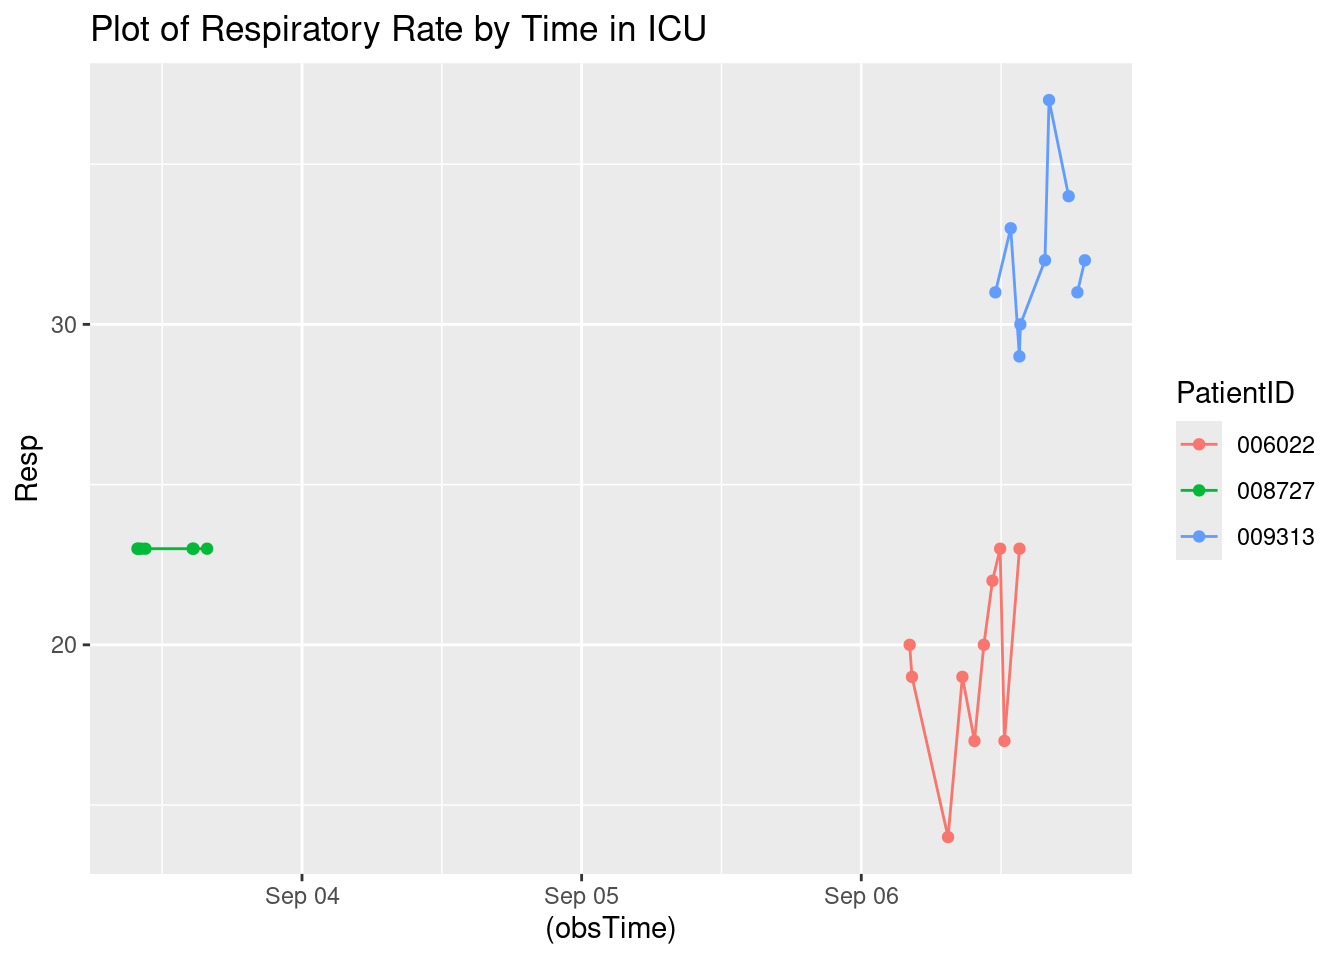 Plot of Respiratory Rate by Time in ICU
Resp
30
20
Sep 04
Sep 05
Sep 06
(obsTime)
PatientID
006022
008727
009313